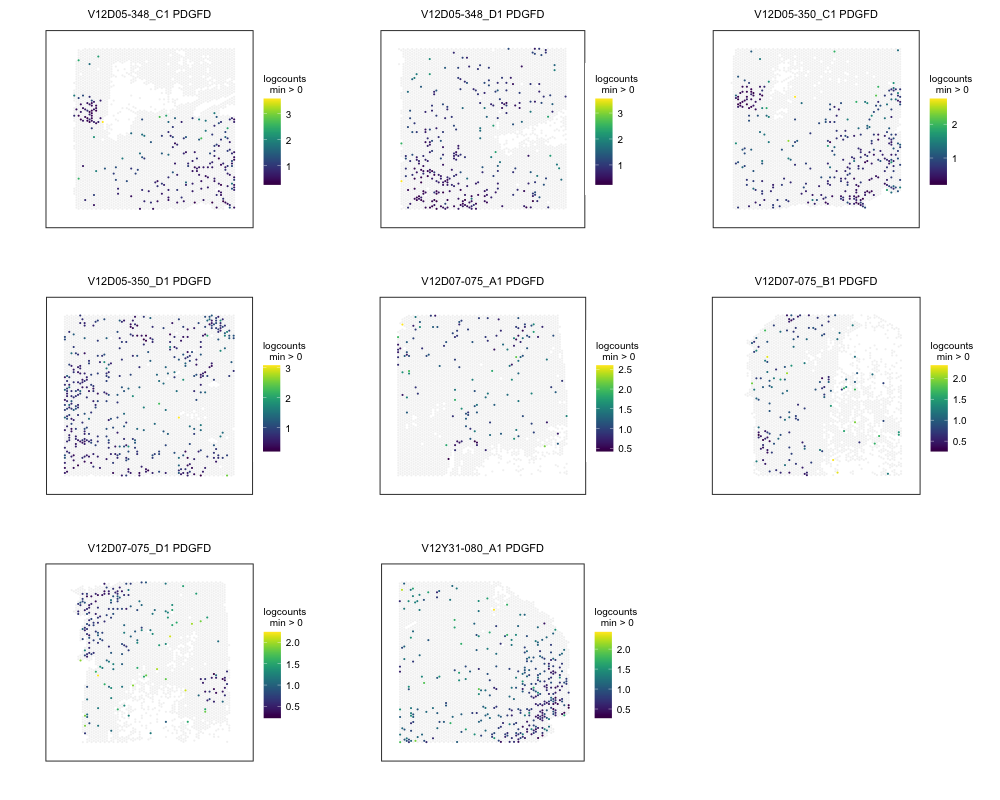 V12D05-348_C1 PDGFD
logcounts
min > 0
3
2
1
V12D05-348_D1 PDGFD
logcounts
min > 0
3
2
1
V12D05-350_C1 PDGFD
logcounts
min > 0
2
1
V12D05-350_D1 PDGFD
logcounts
min > 0
3
2
1
V12D07-075_A1 PDGFD
logcounts
min > 0
2.5
2.0
1.5
1.0
0.5
V12D07-075_B1 PDGFD
logcounts
min > 0
2.0
1.5
1.0
0.5
V12D07-075_D1 PDGFD
logcounts
min > 0
2.0
1.5
1.0
0.5
V12Y31-080_A1 PDGFD
logcounts
min > 0
2.0
1.5
1.0
0.5